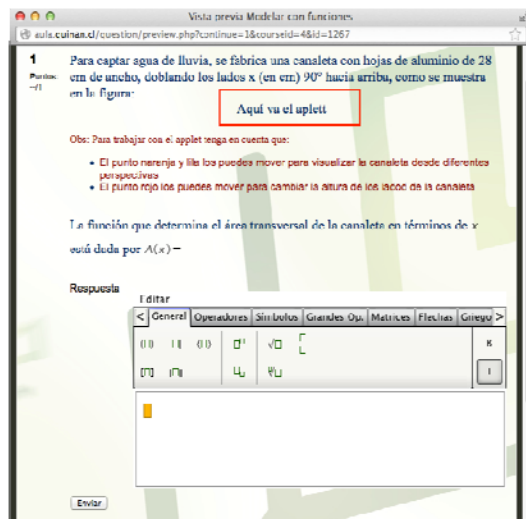 Vista previa Modelar con funciones
aula.cuinan.cl/question/preview.php?continue=1&courseid=4&id=1267
1
Puntos:
--/1
Para captar agua de lluvia, se fabrica una canaleta con hojas de aluminio de 28
cm de ancho, doblando los lados x (en cm) 90° hacia arriba, como se muestra
en la figura:
Aquí va el aplett
Obs: Para trabajar con el applet tenga en cuenta que:
• El punto naranja y lila los puedes mover para visualizar la canaleta desde diferentes
perspectivas
• El punto rojo los puedes mover para cambiar la altura de los lados de la canaleta
La función que determina el área transversal de la canaleta en términos de x
está dada por A(x) =
Respuesta
Editar
< General Operadores Símbolos Grandes Op. Matrices Flechas Griego >
Enviar